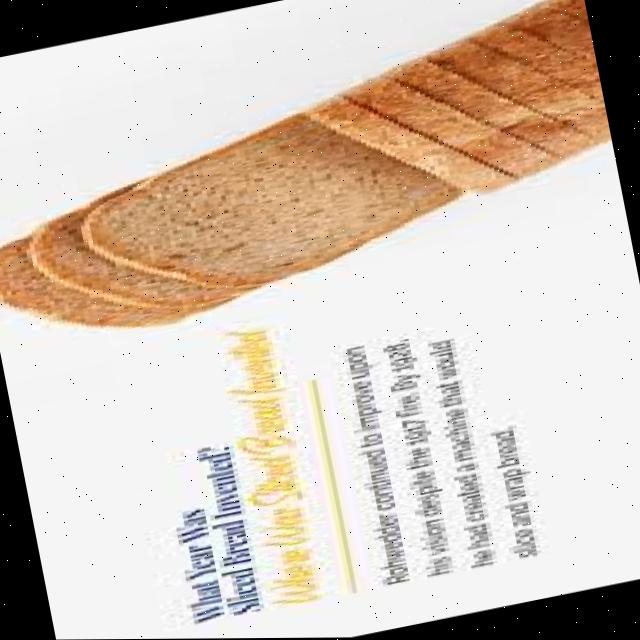 What Year Was
Sliced Bread Invented?
Where Was Sliced Bread Invented
Rohwedder continued to improve upon
his vision despite the big? fire. By 1928,
he had created a machine that would
slice and wrap bread.